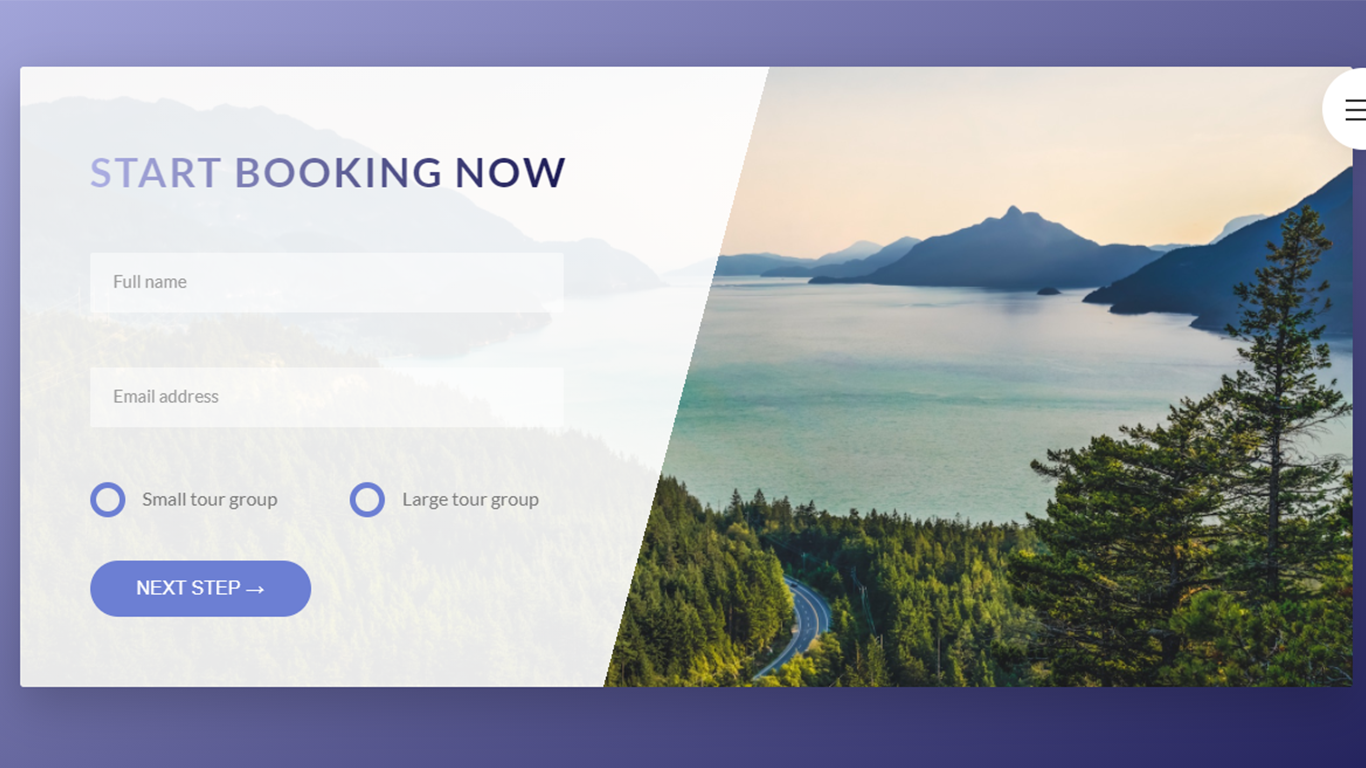 START BOOKING NOW
Full name
Email address
Small tour group
Large tour group
NEXT STEP →